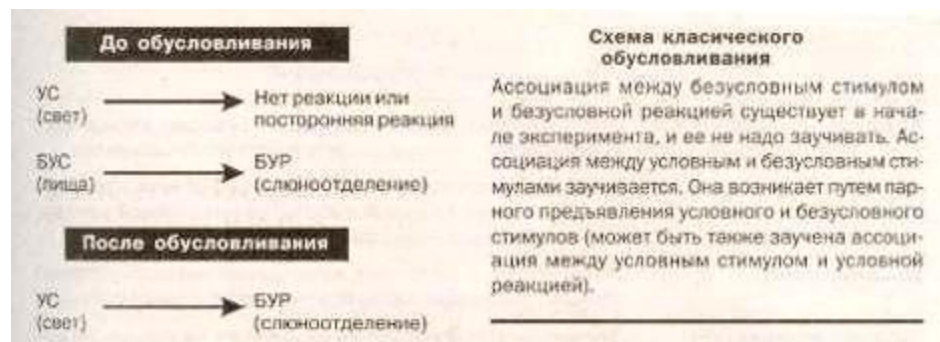 До обусловливания
УС
(свет)
Нет реакции или
посторонняя реакция
БУС
(пища)
БУР
(слюноотделение)
После обусловливания
УС
(свет)
БУР
(слюноотделение)
Схема класического
обусловливания
Ассоциация между безусловным стимулом
и безусловной реакцией существует в нача-
ле эксперимента, и ее не надо заучивать. Ас-
социация между условным и безусловным сти-
мулами заучивается. Она возникает путем пар-
ного предъявления условного и безусловного
стимулов (может быть также заучена ассоци-
ация между условным стимулом и условной
реакцией).